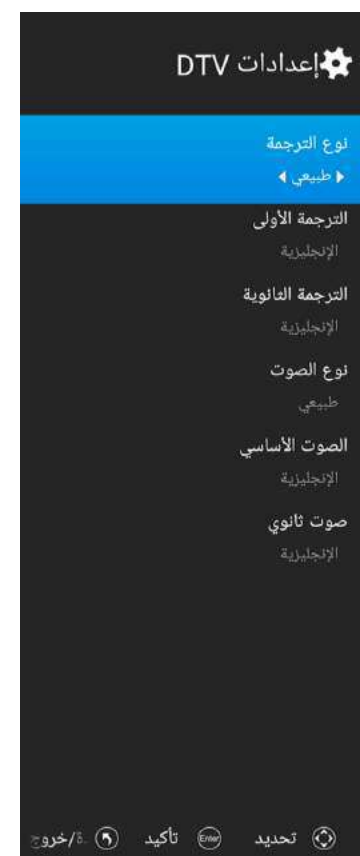 إعدادات DTV
نوع الترجمة
طبيعي
الترجمة الأولى
الإنجليزية
الترجمة الثانوية
الإنجليزية
نوع الصوت
طبيعي
الصوت الأساسي
الإنجليزية
صوت ثانوي
الإنجليزية
تحديد Enter تأكيد ة/خروج